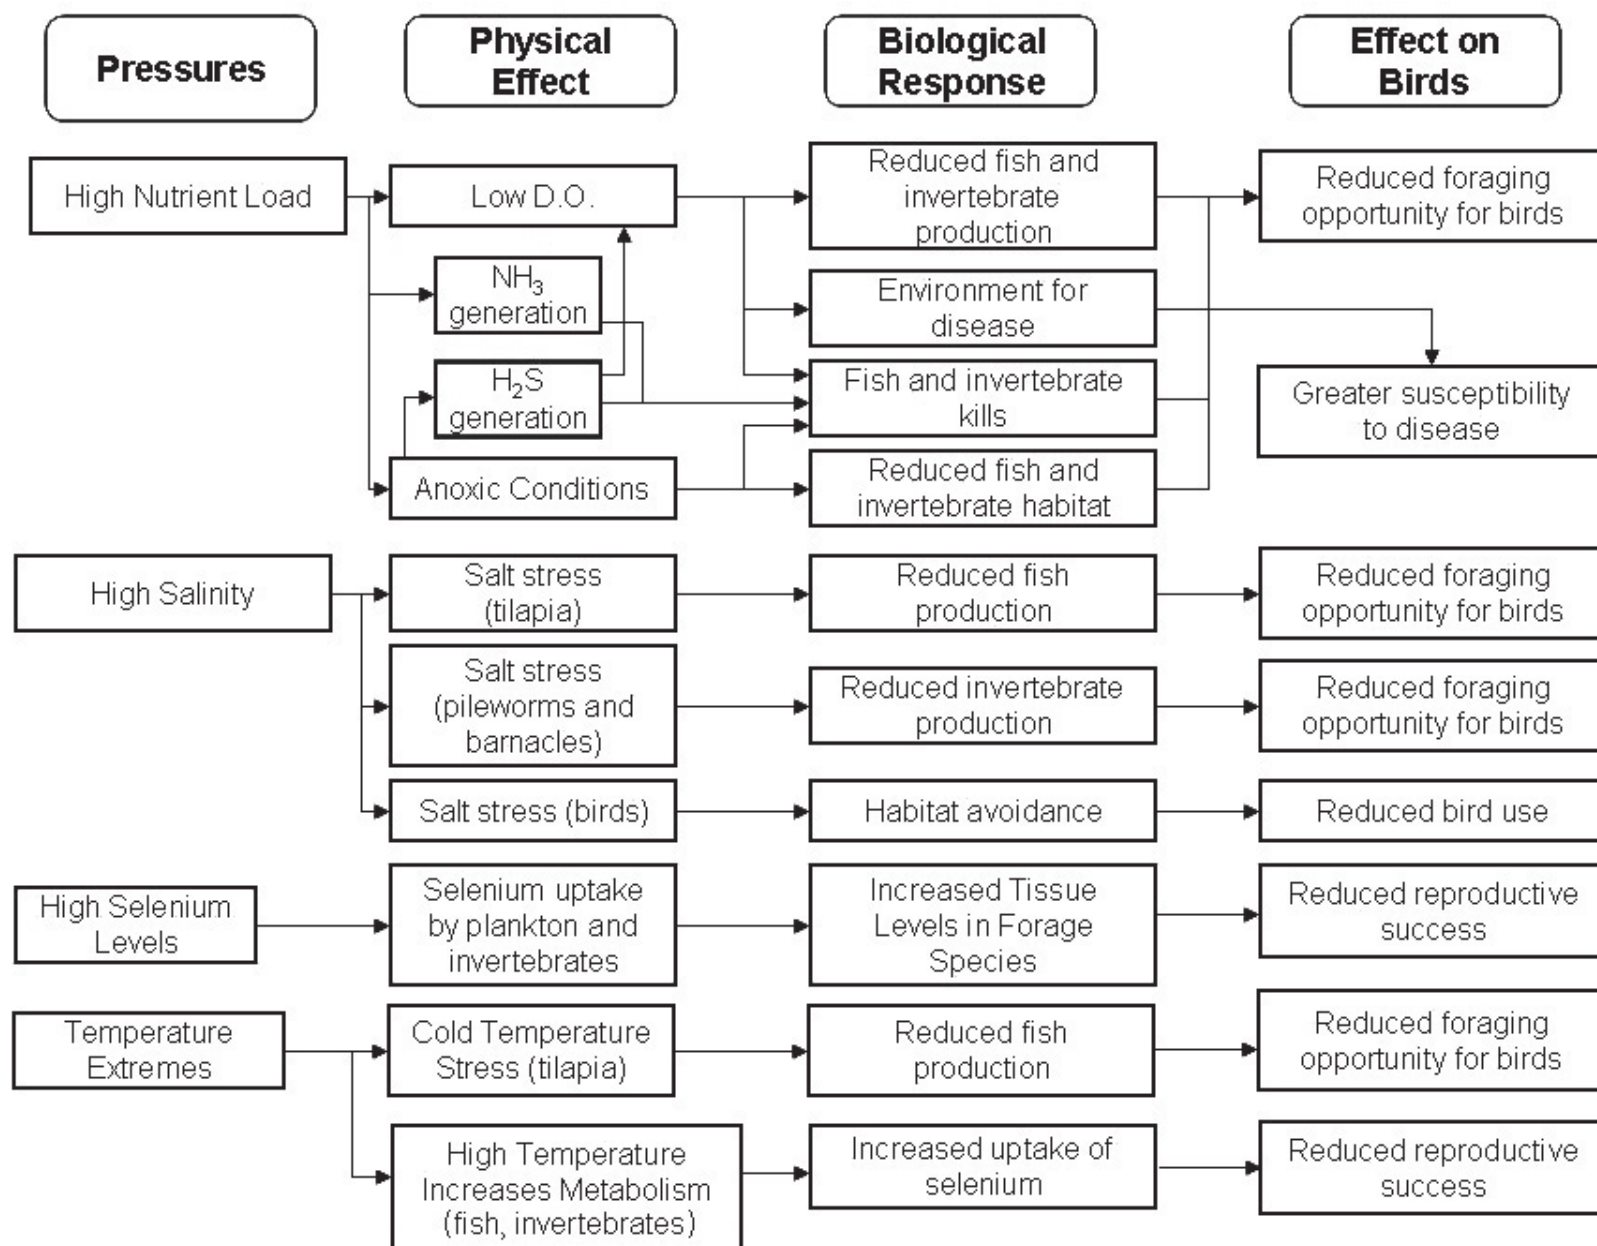 Pressures
Physical
Effect
Biological
Response
Effect on
Birds
High Nutrient Load
Low D.O.
Reduced fish and
invertebrate
production
Reduced foraging
opportunity for birds
NH₃
generation
Environment for
disease
H₂S
generation
Fish and invertebrate
kills
Greater susceptibility
to disease
Anoxic Conditions
Reduced fish and
invertebrate habitat
High Salinity
Salt stress
(tilapia)
Reduced fish
production
Reduced foraging
opportunity for birds
Salt stress
(pileworms and
barnacles)
Reduced invertebrate
production
Reduced foraging
opportunity for birds
Salt stress (birds)
Habitat avoidance
Reduced bird use
High Selenium
Levels
Selenium uptake
by plankton and
invertebrates
Increased Tissue
Levels in Forage
Species
Reduced reproductive
success
Temperature
Extremes
Cold Temperature
Stress (tilapia)
Reduced fish
production
Reduced foraging
opportunity for birds
High Temperature
Increases Metabolism
(fish, invertebrates)
Increased uptake of
selenium
Reduced reproductive
success